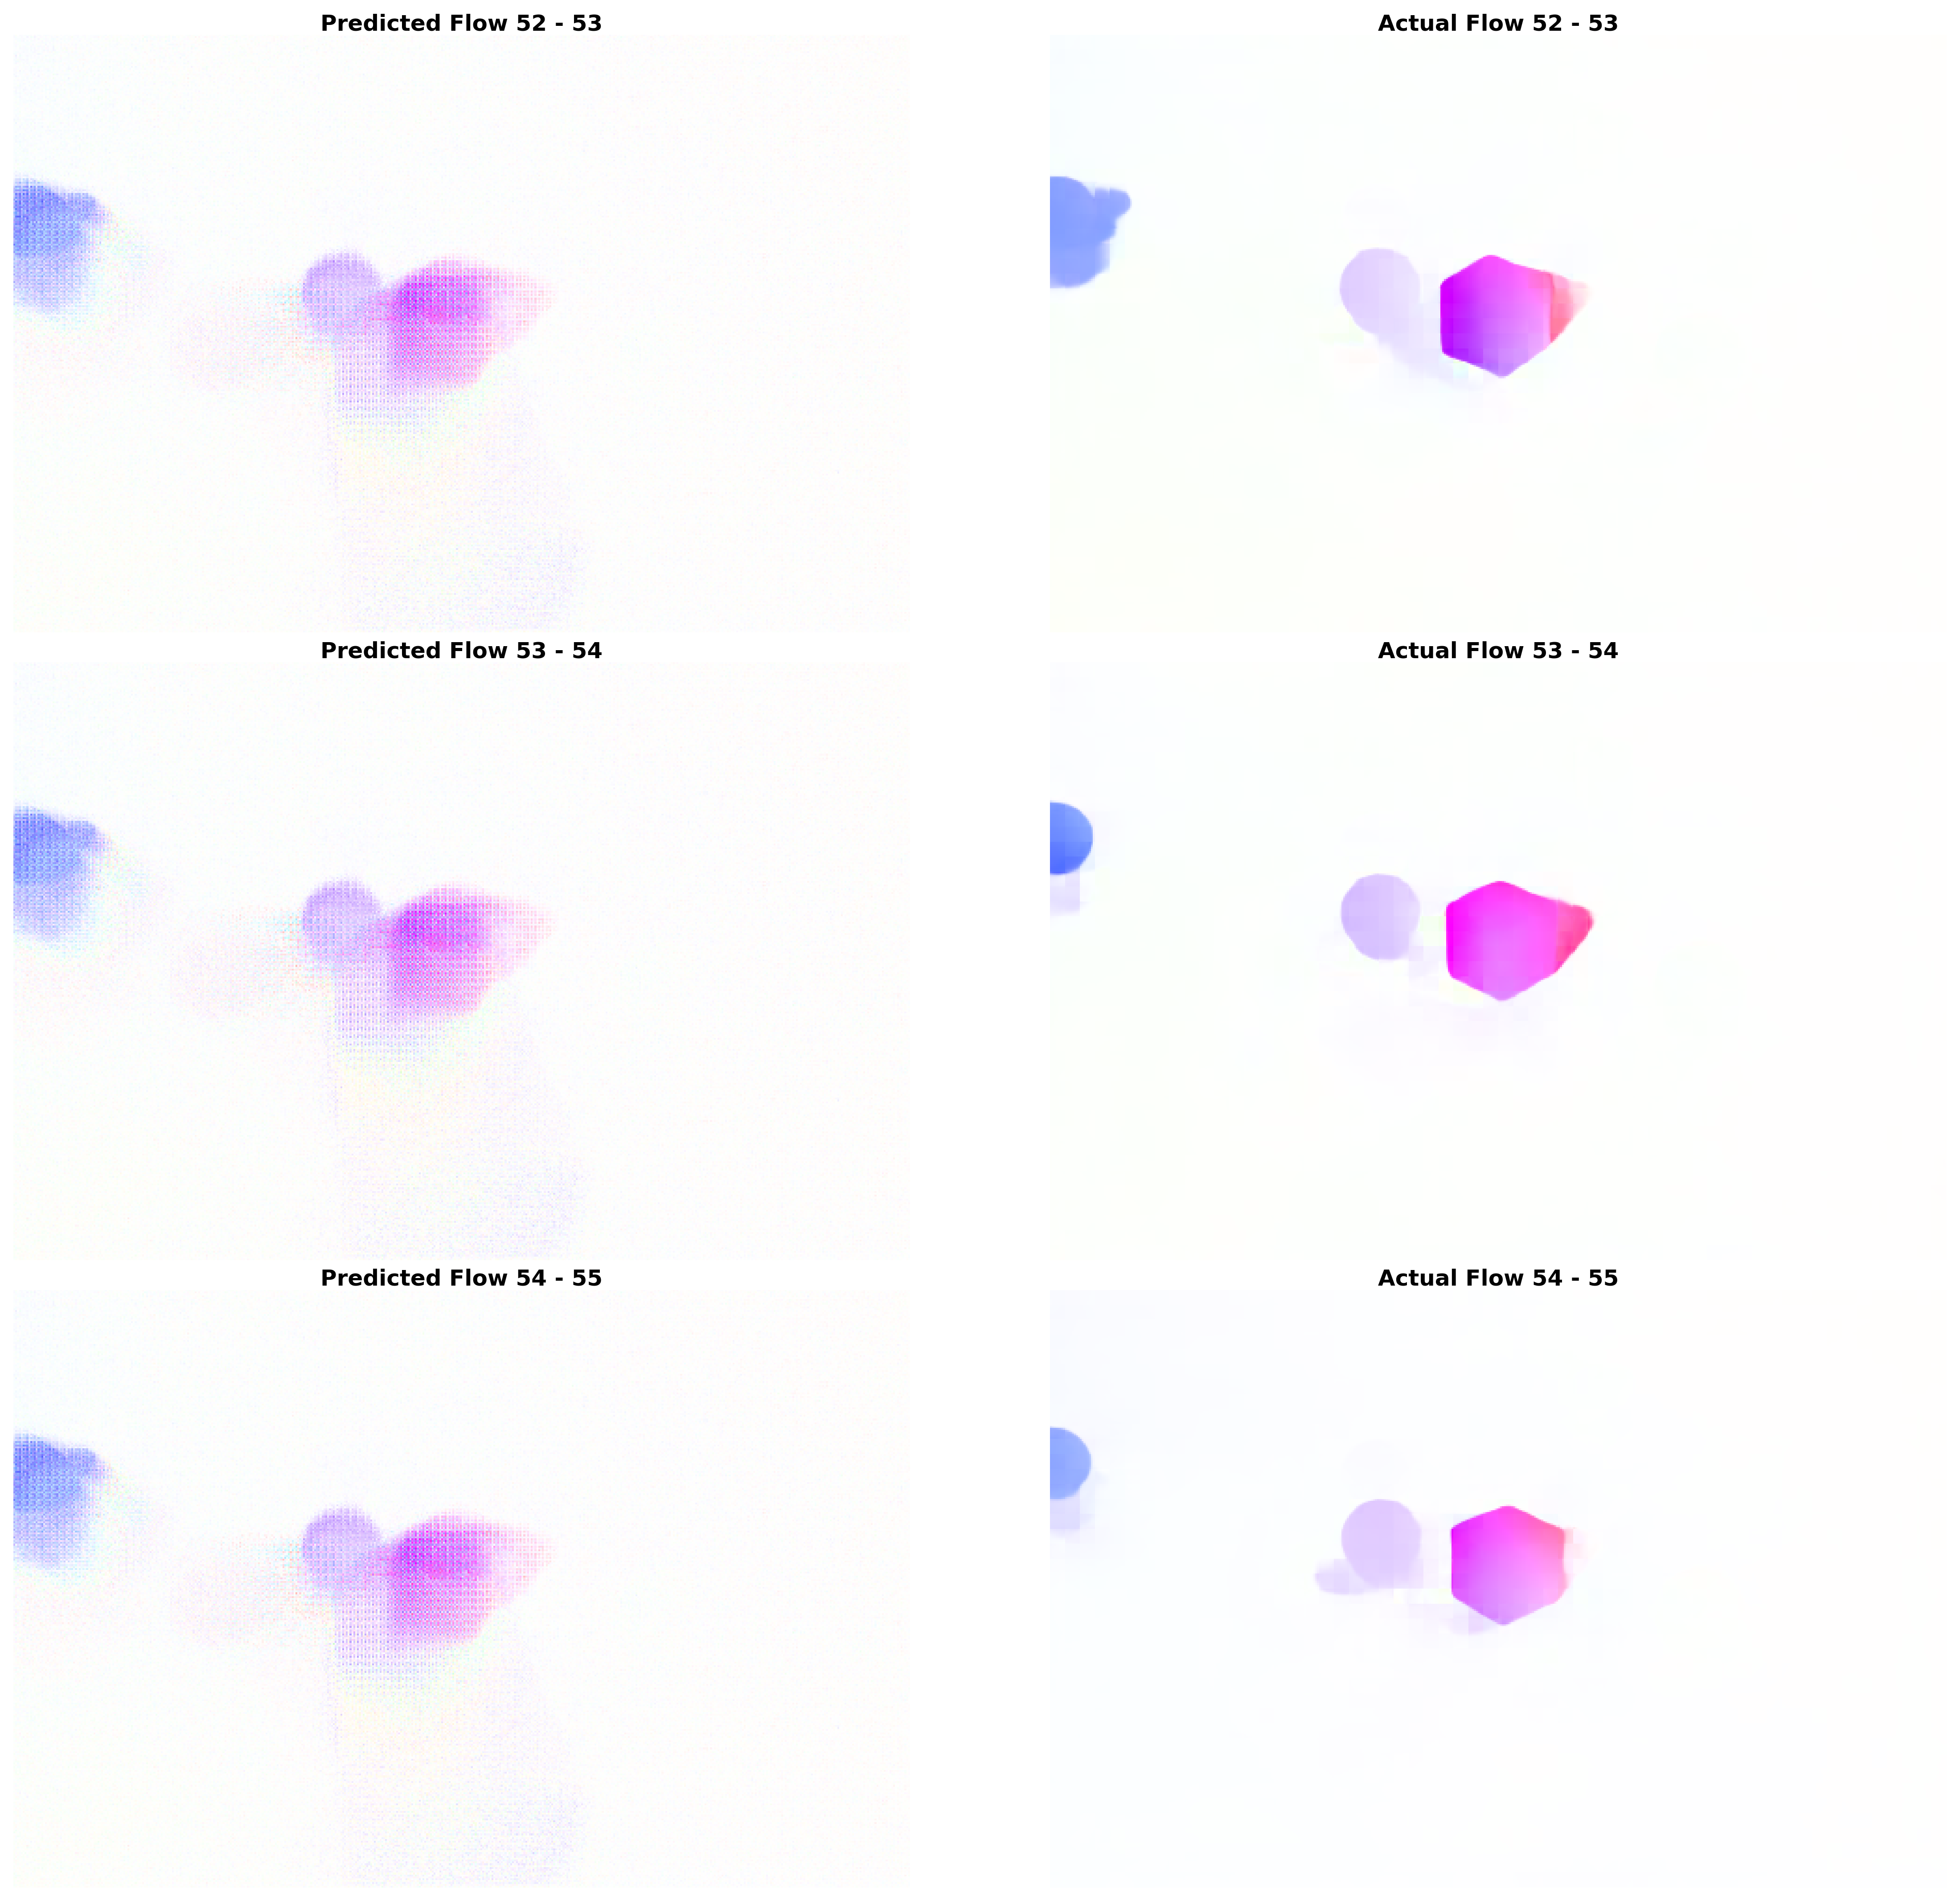 Predicted Flow 52 - 53
Actual Flow 52 - 53
Predicted Flow 53 - 54
Actual Flow 53 - 54
Predicted Flow 54 - 55
Actual Flow 54 - 55